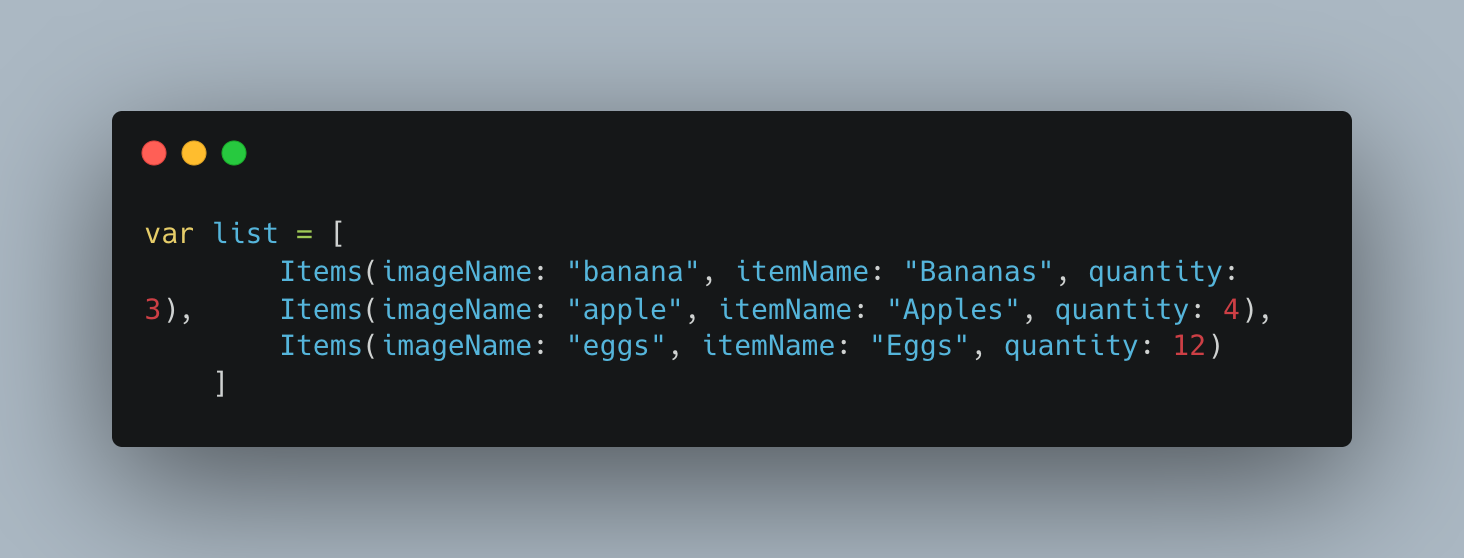 var list = [
        Items(imageName: "banana", itemName: "Bananas", quantity:
3),     Items(imageName: "apple", itemName: "Apples", quantity: 4),
        Items(imageName: "eggs", itemName: "Eggs", quantity: 12)
    ]